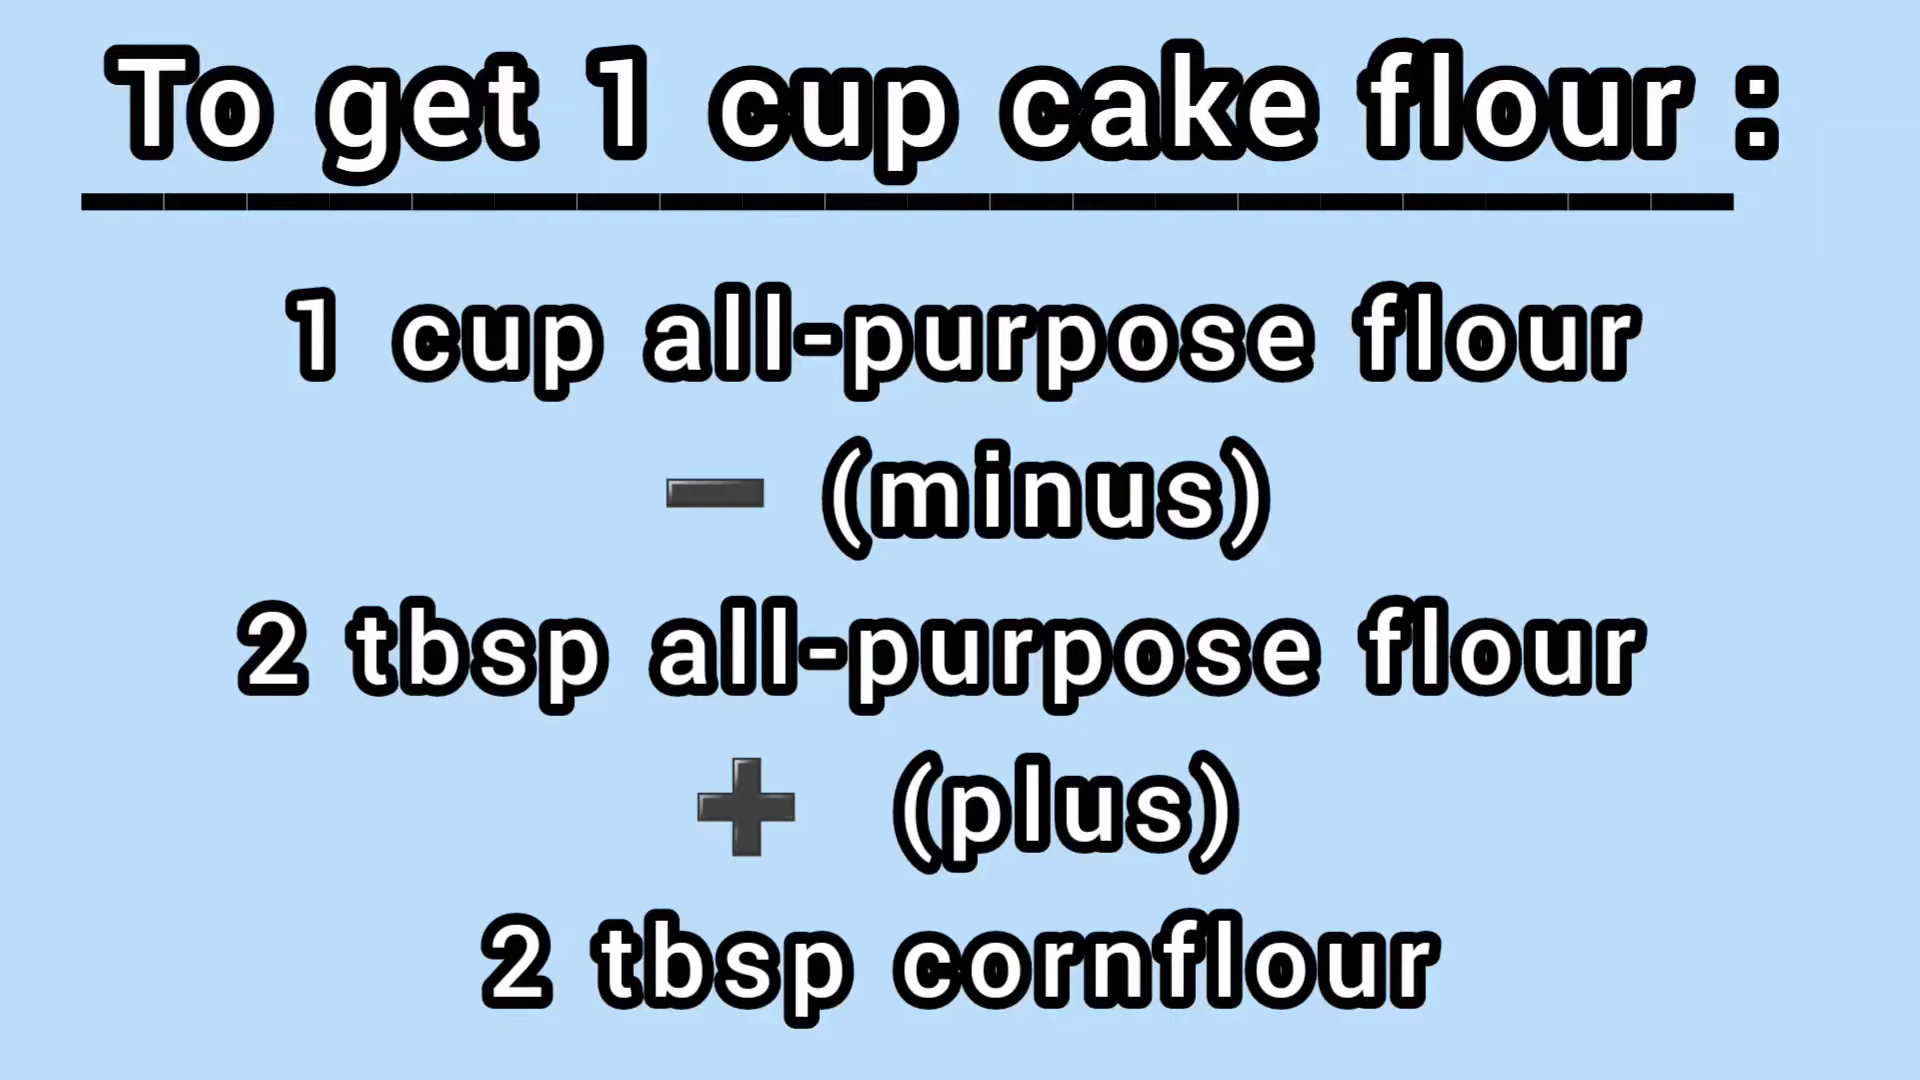 To get 1 cup cake flour :
1 cup all-purpose flour
➖ (minus)
2 tbsp all-purpose flour
➕ (plus)
2 tbsp cornflour